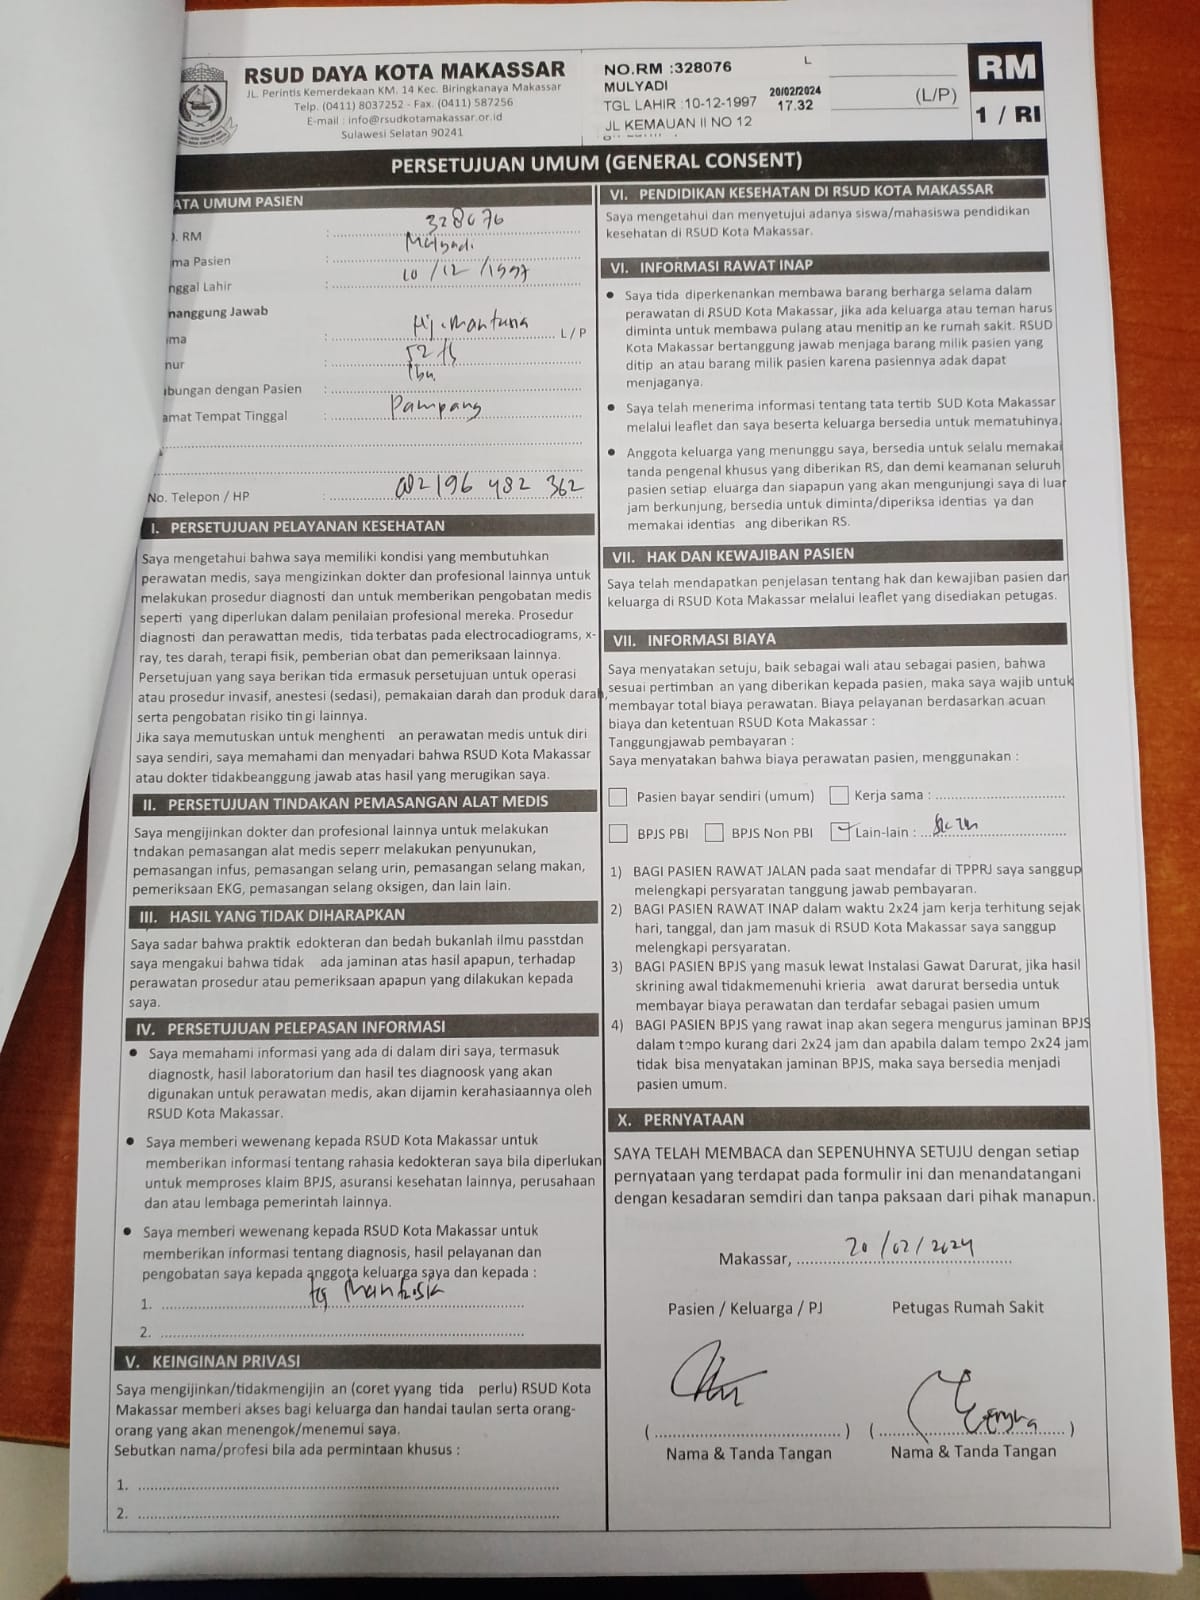 RSUD DAYA KOTA MAKASSAR
JL. Perintis Kemerdekaan KM. 14 Kec. Biringkanaya Makassar
Telp. (0411) 8037252 - Fax. (0411) 587256
E-mail : info@rsudkotamakassar.or.id
Sulawesi Selatan 90241
NO.RM :328076
MULYADI
TGL LAHIR :10-12-1997
JL KEMAUAN II NO 12
L
20/02/2024
17.32
(L/P)
RM
1 / RI
PERSETUJUAN UMUM (GENERAL CONSENT)
ATA UMUM PASIEN
. RM : 328076
ma Pasien : Mulyadi
nggal Lahir : 10 /12 /1997
nanggung Jawab
ma : Hj. L / P
nur : 52 th
bungan dengan Pasien : Ibu
amat Tempat Tinggal : Pampang
No. Telepon / HP : 482 362
I. PERSETUJUAN PELAYANAN KESEHATAN
Saya mengetahui bahwa saya memiliki kondisi yang membutuhkan
perawatan medis, saya mengizinkan dokter dan profesional lainnya untuk
melakukan prosedur diagnosti dan untuk memberikan pengobatan medis
seperti yang diperlukan dalam penilaian profesional mereka. Prosedur
diagnosti dan perawattan medis, tida terbatas pada electrocadiograms, x-
ray, tes darah, terapi fisik, pemberian obat dan pemeriksaan lainnya.
Persetujuan yang saya berikan tida ermasuk persetujuan untuk operasi
atau prosedur invasif, anestesi (sedasi), pemakaian darah dan produk darah,
serta pengobatan risiko tin gi lainnya.
Jika saya memutuskan untuk menghenti an perawatan medis untuk diri
saya sendiri, saya memahami dan menyadari bahwa RSUD Kota Makassar
atau dokter tidakbeanggung jawab atas hasil yang merugikan saya.
II. PERSETUJUAN TINDAKAN PEMASANGAN ALAT MEDIS
Saya mengijinkan dokter dan profesional lainnya untuk melakukan
tndakan pemasangan alat medis seperr melakukan penyunukan,
pemasangan infus, pemasangan selang urin, pemasangan selang makan,
pemeriksaan EKG, pemasangan selang oksigen, dan lain lain.
III. HASIL YANG TIDAK DIHARAPKAN
Saya sadar bahwa praktik edokteran dan bedah bukanlah ilmu passtdan
saya mengakui bahwa tidak ada jaminan atas hasil apapun, terhadap
perawatan prosedur atau pemeriksaan apapun yang dilakukan kepada
saya.
IV. PERSETUJUAN PELEPASAN INFORMASI
• Saya memahami informasi yang ada di dalam diri saya, termasuk
diagnostk, hasil laboratorium dan hasil tes diagnoosk yang akan
digunakan untuk perawatan medis, akan dijamin kerahasiaannya oleh
RSUD Kota Makassar.
• Saya memberi wewenang kepada RSUD Kota Makassar untuk
memberikan informasi tentang rahasia kedokteran saya bila diperlukan
untuk memproses klaim BPJS, asuransi kesehatan lainnya, perusahaan
dan atau lembaga pemerintah lainnya.
• Saya memberi wewenang kepada RSUD Kota Makassar untuk
memberikan informasi tentang diagnosis, hasil pelayanan dan
pengobatan saya kepada anggota keluarga saya dan kepada :
1.
2.
V. KEINGINAN PRIVASI
Saya mengijinkan/tidakmengijin an (coret yyang tida perlu) RSUD Kota
Makassar memberi akses bagi keluarga dan handai taulan serta orang-
orang yang akan menengok/menemui saya.
Sebutkan nama/profesi bila ada permintaan khusus :
1.
2.
VI. PENDIDIKAN KESEHATAN DI RSUD KOTA MAKASSAR
Saya mengetahui dan menyetujui adanya siswa/mahasiswa pendidikan
kesehatan di RSUD Kota Makassar.
VI. INFORMASI RAWAT INAP
• Saya tida diperkenankan membawa barang berharga selama dalam
perawatan di RSUD Kota Makassar, jika ada keluarga atau teman harus
diminta untuk membawa pulang atau menitip an ke rumah sakit. RSUD
Kota Makassar bertanggung jawab menjaga barang milik pasien yang
ditip an atau barang milik pasien karena pasiennya adak dapat
menjaganya.
• Saya telah menerima informasi tentang tata tertib SUD Kota Makassar
melalui leaflet dan saya beserta keluarga bersedia untuk mematuhinya.
• Anggota keluarga yang menunggu saya, bersedia untuk selalu memakai
tanda pengenal khusus yang diberikan RS, dan demi keamanan seluruh
pasien setiap eluarga dan siapapun yang akan mengunjungi saya di luar
jam berkunjung, bersedia untuk diminta/diperiksa identias ya dan
memakai identias ang diberikan RS.
VII. HAK DAN KEWAJIBAN PASIEN
Saya telah mendapatkan penjelasan tentang hak dan kewajiban pasien dan
keluarga di RSUD Kota Makassar melalui leaflet yang disediakan petugas.
VII. INFORMASI BIAYA
Saya menyatakan setuju, baik sebagai wali atau sebagai pasien, bahwa
sesuai pertimban an yang diberikan kepada pasien, maka saya wajib untuk
membayar total biaya perawatan. Biaya pelayanan berdasarkan acuan
biaya dan ketentuan RSUD Kota Makassar :
Tanggungjawab pembayaran :
Saya menyatakan bahwa biaya perawatan pasien, menggunakan :
Pasien bayar sendiri (umum) Kerja sama :
BPJS PBI BPJS Non PBI Lain-lain :
1) BAGI PASIEN RAWAT JALAN pada saat mendafar di TPPRJ saya sanggup
melengkapi persyaratan tanggung jawab pembayaran.
2) BAGI PASIEN RAWAT INAP dalam waktu 2x24 jam kerja terhitung sejak
hari, tanggal, dan jam masuk di RSUD Kota Makassar saya sanggup
melengkapi persyaratan.
3) BAGI PASIEN BPJS yang masuk lewat Instalasi Gawat Darurat, jika hasil
skrining awal tidakmemenuhi krieria awat darurat bersedia untuk
membayar biaya perawatan dan terdafar sebagai pasien umum
4) BAGI PASIEN BPJS yang rawat inap akan segera mengurus jaminan BPJS
dalam tempo kurang dari 2x24 jam dan apabila dalam tempo 2x24 jam
tidak bisa menyatakan jaminan BPJS, maka saya bersedia menjadi
pasien umum.
X. PERNYATAAN
SAYA TELAH MEMBACA dan SEPENUHNYA SETUJU dengan setiap
pernyataan yang terdapat pada formulir ini dan menandatangani
dengan kesadaran semdiri dan tanpa paksaan dari pihak manapun.
Makassar, 20/02/2024
Pasien / Keluarga / PJ Petugas Rumah Sakit
( ) ( )
Nama & Tanda Tangan Nama & Tanda Tangan